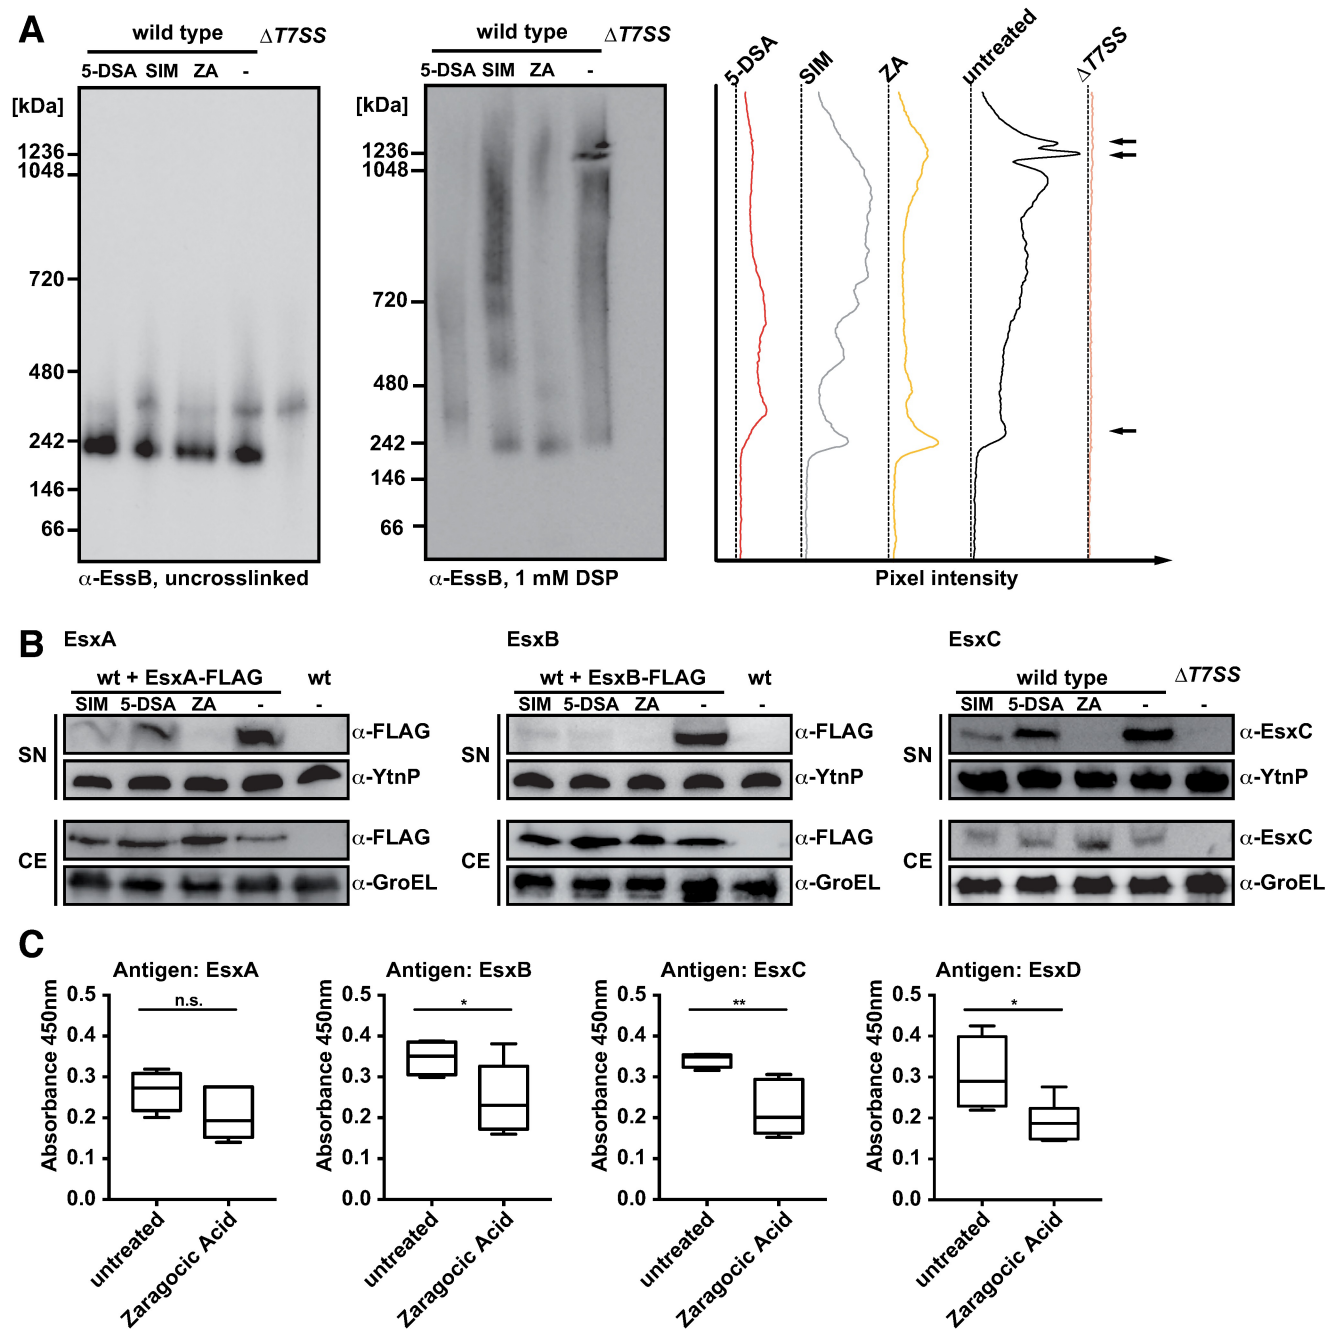 A
wild type
ΔT7SS
5-DSA SIM ZA -
[kDa]
1236
1048
720
480
242
146
66
α-EssB, uncrosslinked
wild type
ΔT7SS
5-DSA SIM ZA -
[kDa]
1236
1048
720
480
242
146
66
α-EssB, 1 mM DSP
5-DSA
SIM
ZA
untreated
ΔT7SS
Pixel intensity
B
EsxA
wt + EsxA-FLAG
wt
SIM 5-DSA ZA - -
SN
α-FLAG
α-YtnP
CE
α-FLAG
α-GroEL
EsxB
wt + EsxB-FLAG
wt
SIM 5-DSA ZA - -
SN
α-FLAG
α-YtnP
CE
α-FLAG
α-GroEL
EsxC
wild type
ΔT7SS
SIM 5-DSA ZA - -
SN
α-EsxC
α-YtnP
CE
α-EsxC
α-GroEL
C
Antigen: EsxA
Absorbance 450nm
0.5
0.4
0.3
0.2
0.1
0.0
n.s.
untreated
Zaragocic Acid
Antigen: EsxB
Absorbance 450nm
0.5
0.4
0.3
0.2
0.1
0.0
*
untreated
Zaragocic Acid
Antigen: EsxC
Absorbance 450nm
0.5
0.4
0.3
0.2
0.1
0.0
**
untreated
Zaragocic Acid
Antigen: EsxD
Absorbance 450nm
0.5
0.4
0.3
0.2
0.1
0.0
*
untreated
Zaragocic Acid